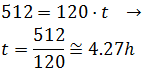 512 = 120 · t →
t = 512/120 ≅ 4.27h